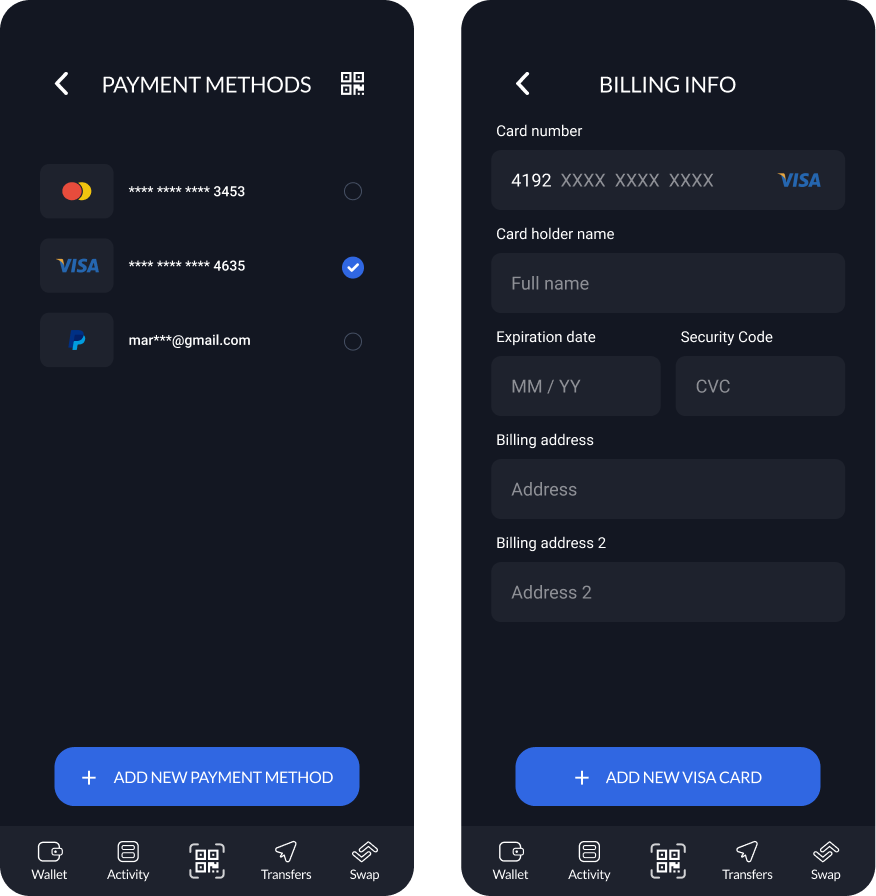 PAYMENT METHODS
**** **** **** 3453
VISA
**** **** **** 4635
mar***@gmail.com
+ ADD NEW PAYMENT METHOD
Wallet
Activity
Transfers
Swap
BILLING INFO
Card number
4192 XXXX XXXX XXXX
VISA
Card holder name
Full name
Expiration date
Security Code
MM / YY
CVC
Billing address
Address
Billing address 2
Address 2
+ ADD NEW VISA CARD
Wallet
Activity
Transfers
Swap